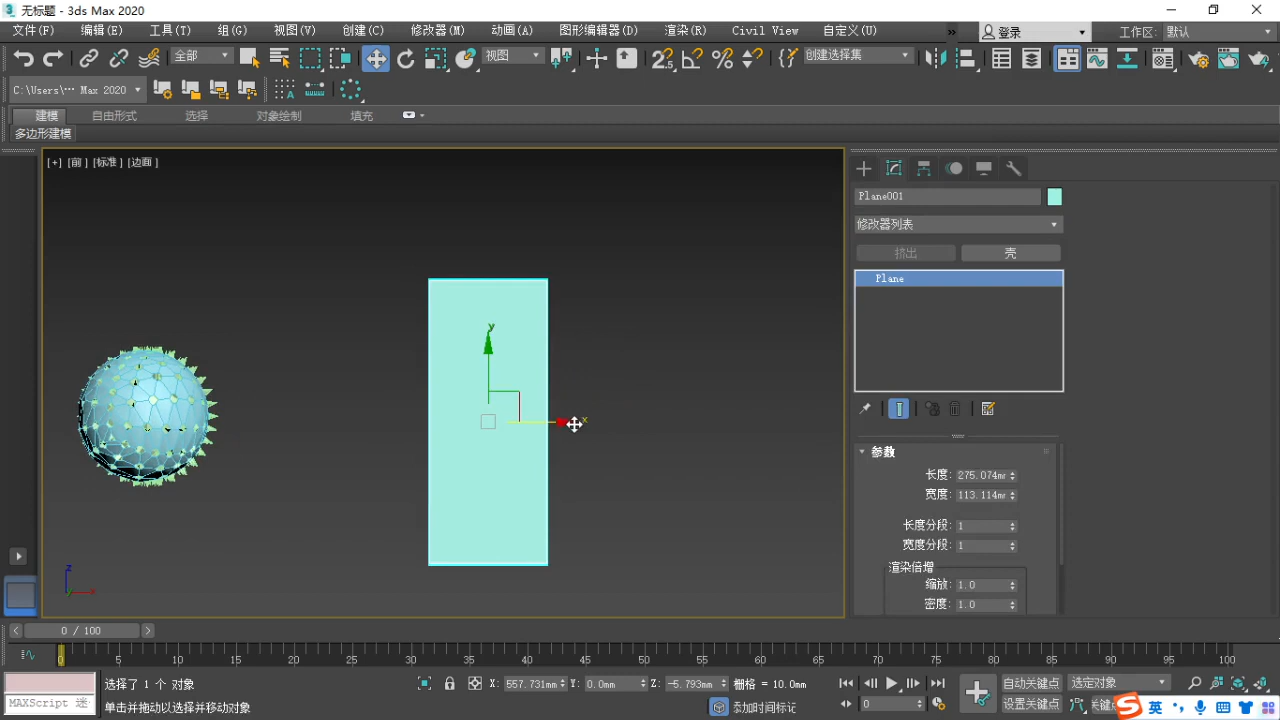 无标题 - 3ds Max 2020
文件(F) 编辑(E) 工具(T) 组(G) 视图(V) 创建(C) 修改器(M) 动画(A) 图形编辑器(D) 渲染(R) Civil View 自定义(U) » 登录 工作区: 默认
全部 视图 创建选择集
C:\Users\··· Max 2020
建模 自由形式 选择 对象绘制 填充
多边形建模
[+] [前] [标准] [边面]
Plane001
修改器列表
挤出 壳
Plane
y
x
参数
长度: 275.074mm
宽度: 113.114mm
长度分段: 1
宽度分段: 1
渲染倍增
缩放: 1.0
密度: 1.0
z
x
0 / 100
0 5 10 15 20 25 30 35 40 45 50 55 60 65 70 75 80 85 90 95 100
选择了 1 个 对象 X: 557.731mm Y: 0.0mm Z: -5.793mm 栅格 = 10.0mm 自动关键点 选定对象
MAXScript 迷 单击并拖动以选择并移动对象 添加时间标记 0 设置关键点 英